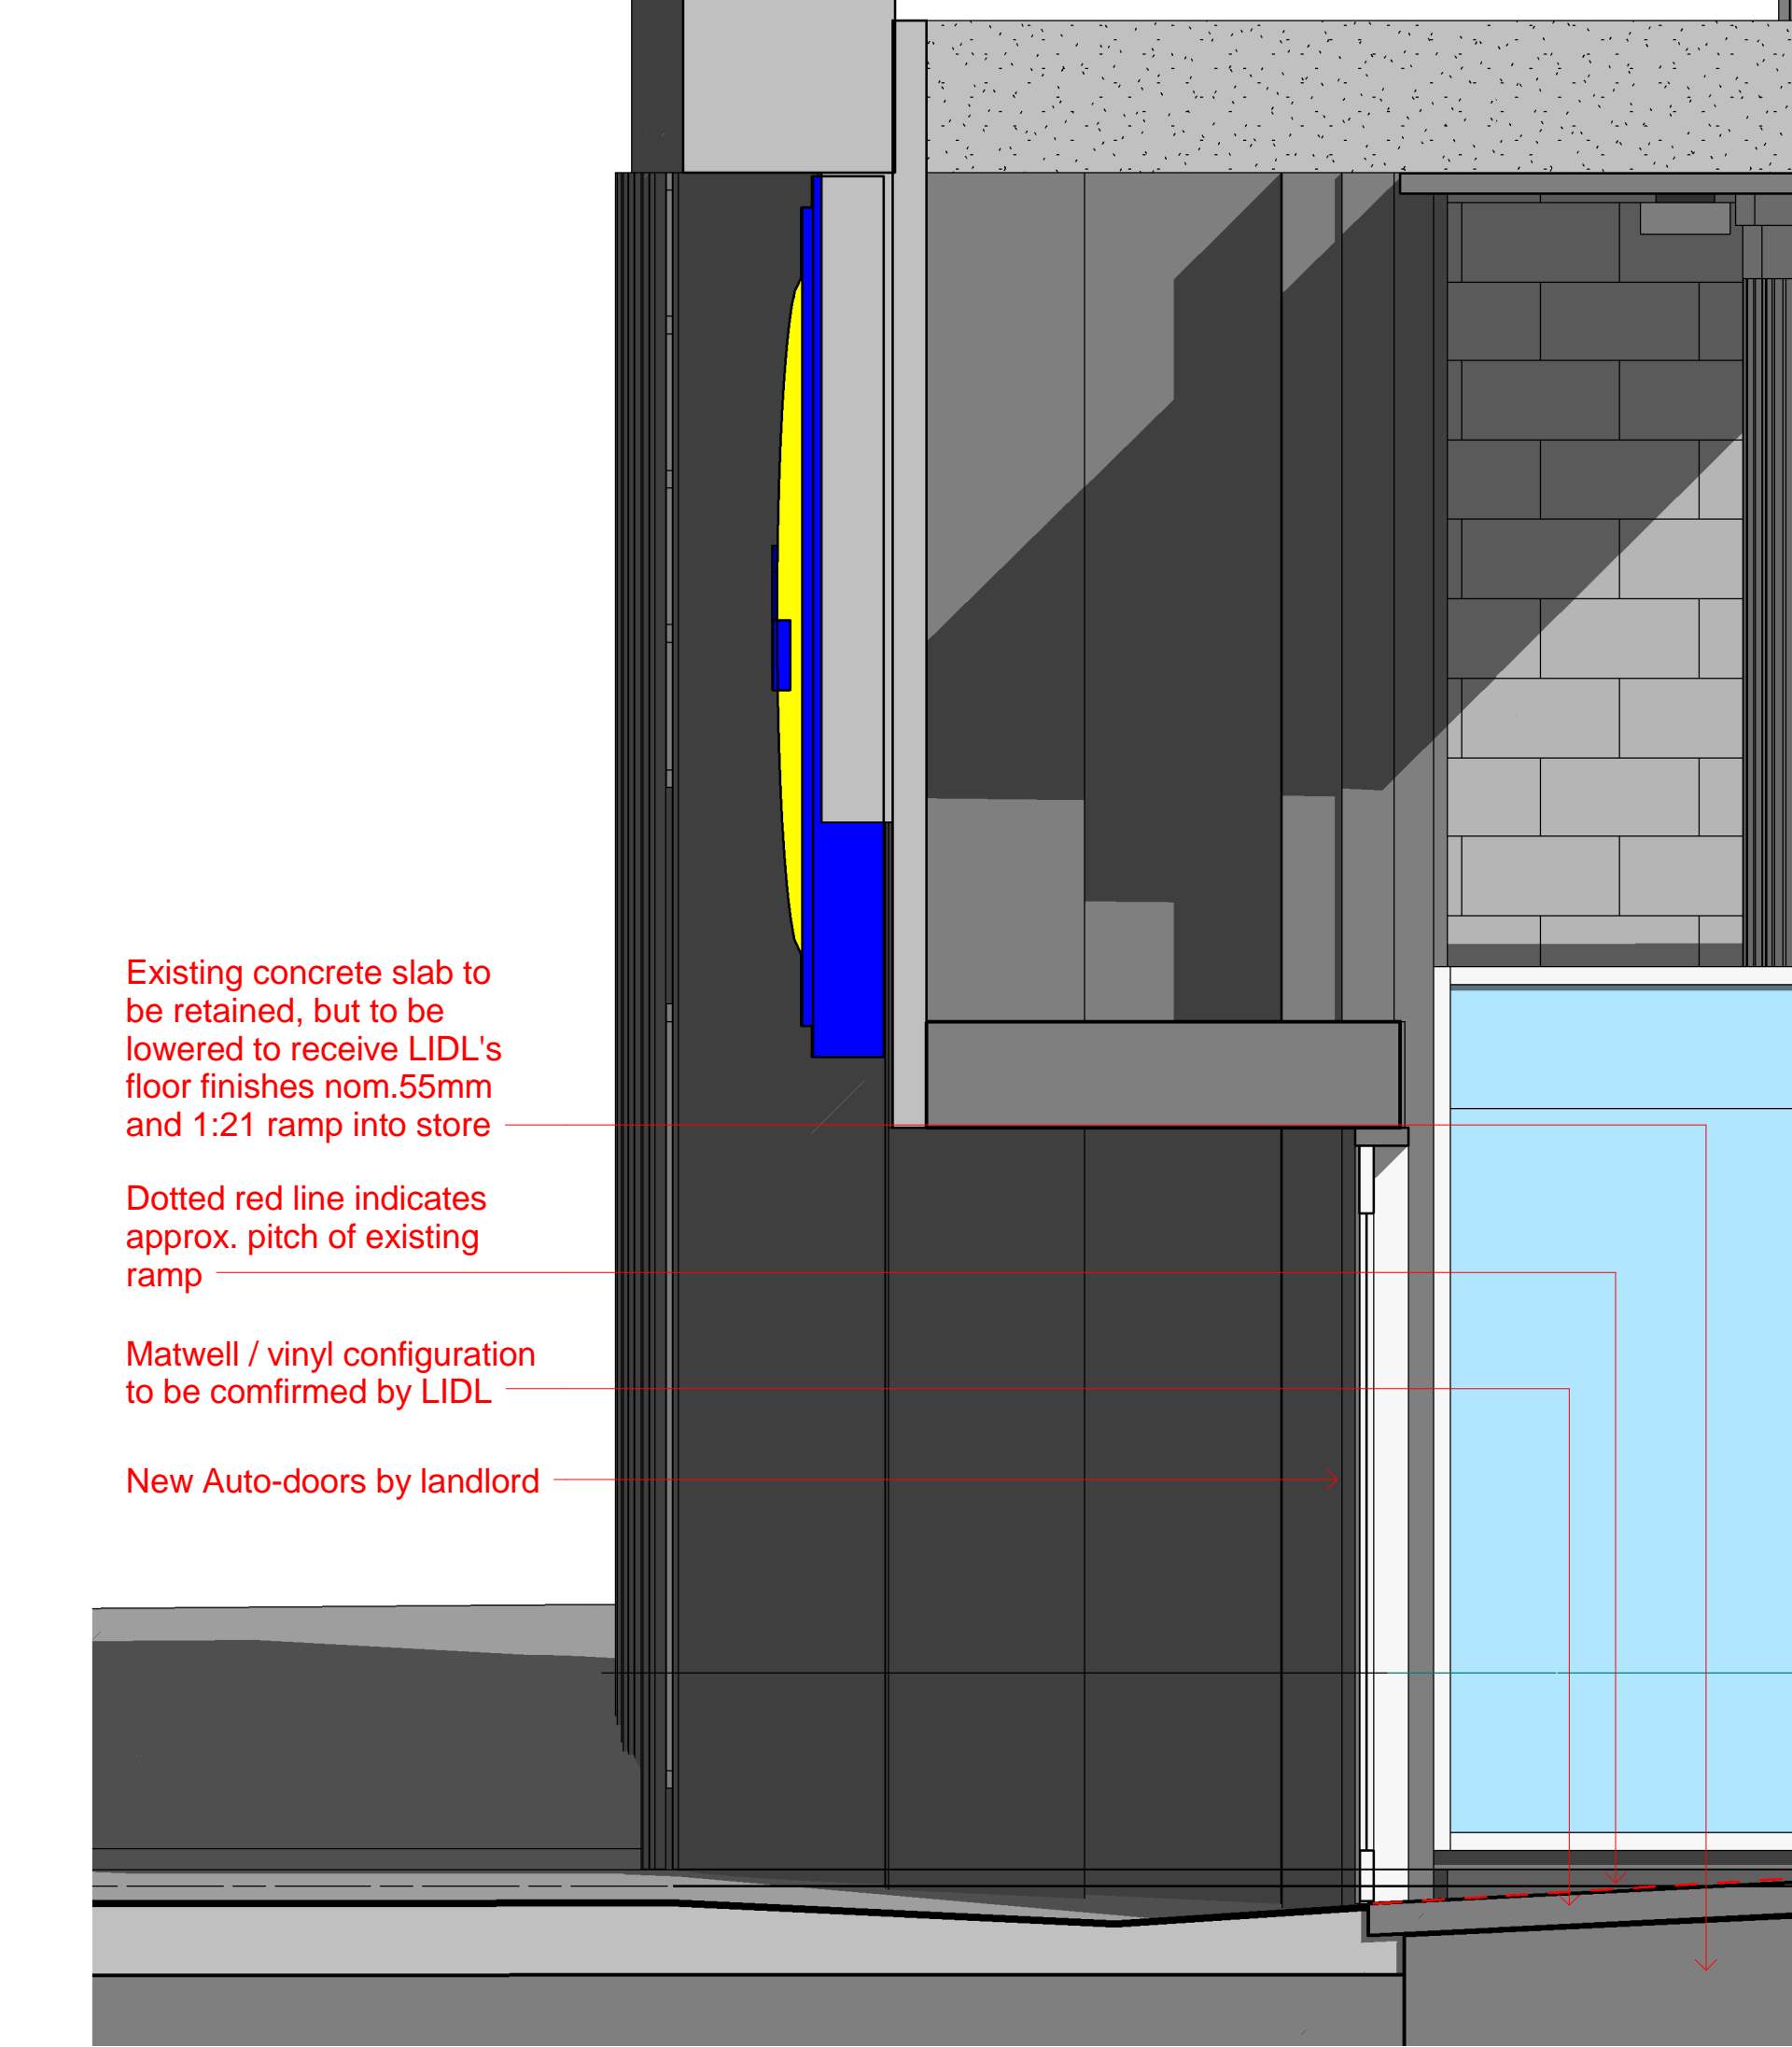 Existing concrete slab to
be retained, but to be
lowered to receive LIDL's
floor finishes nom.55mm
and 1:21 ramp into store
Dotted red line indicates
approx. pitch of existing
ramp
Matwell / vinyl configuration
to be comfirmed by LIDL
New Auto-doors by landlord